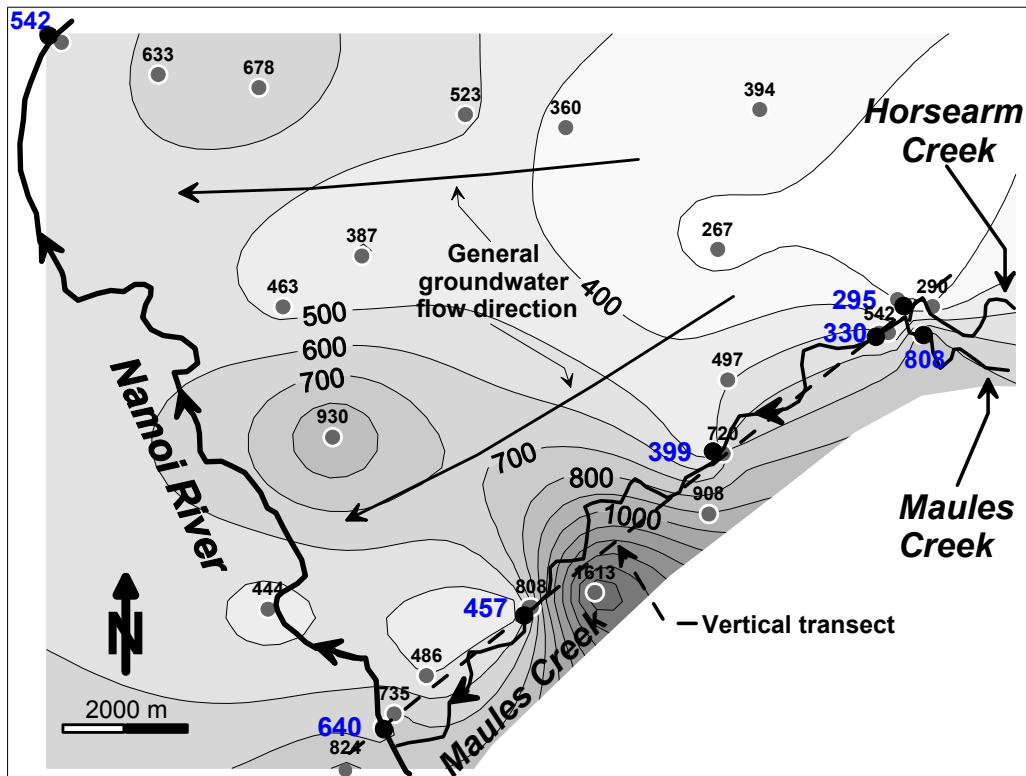 542
633
678
523
360
394
Horsearm
Creek
267
387
General
groundwater
flow direction
400
463
295
290
542
330
808
500
600
700
497
930
720
399
700
908
800
1000
Maules
Creek
Namoi River
1613
808
457
444
N
Vertical transect
486
Maules Creek
735
2000 m
640
824